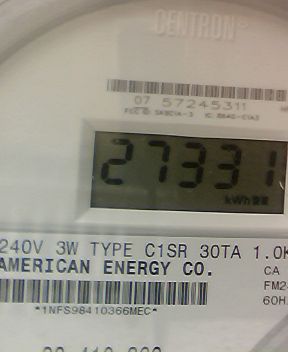 CENTRON®
07 57245311
27331
kWh
240V 3W TYPE C1SR 30TA 1.0K
AMERICAN ENERGY CO.
CA
FM2
60H
*1NFS98410366MEC*